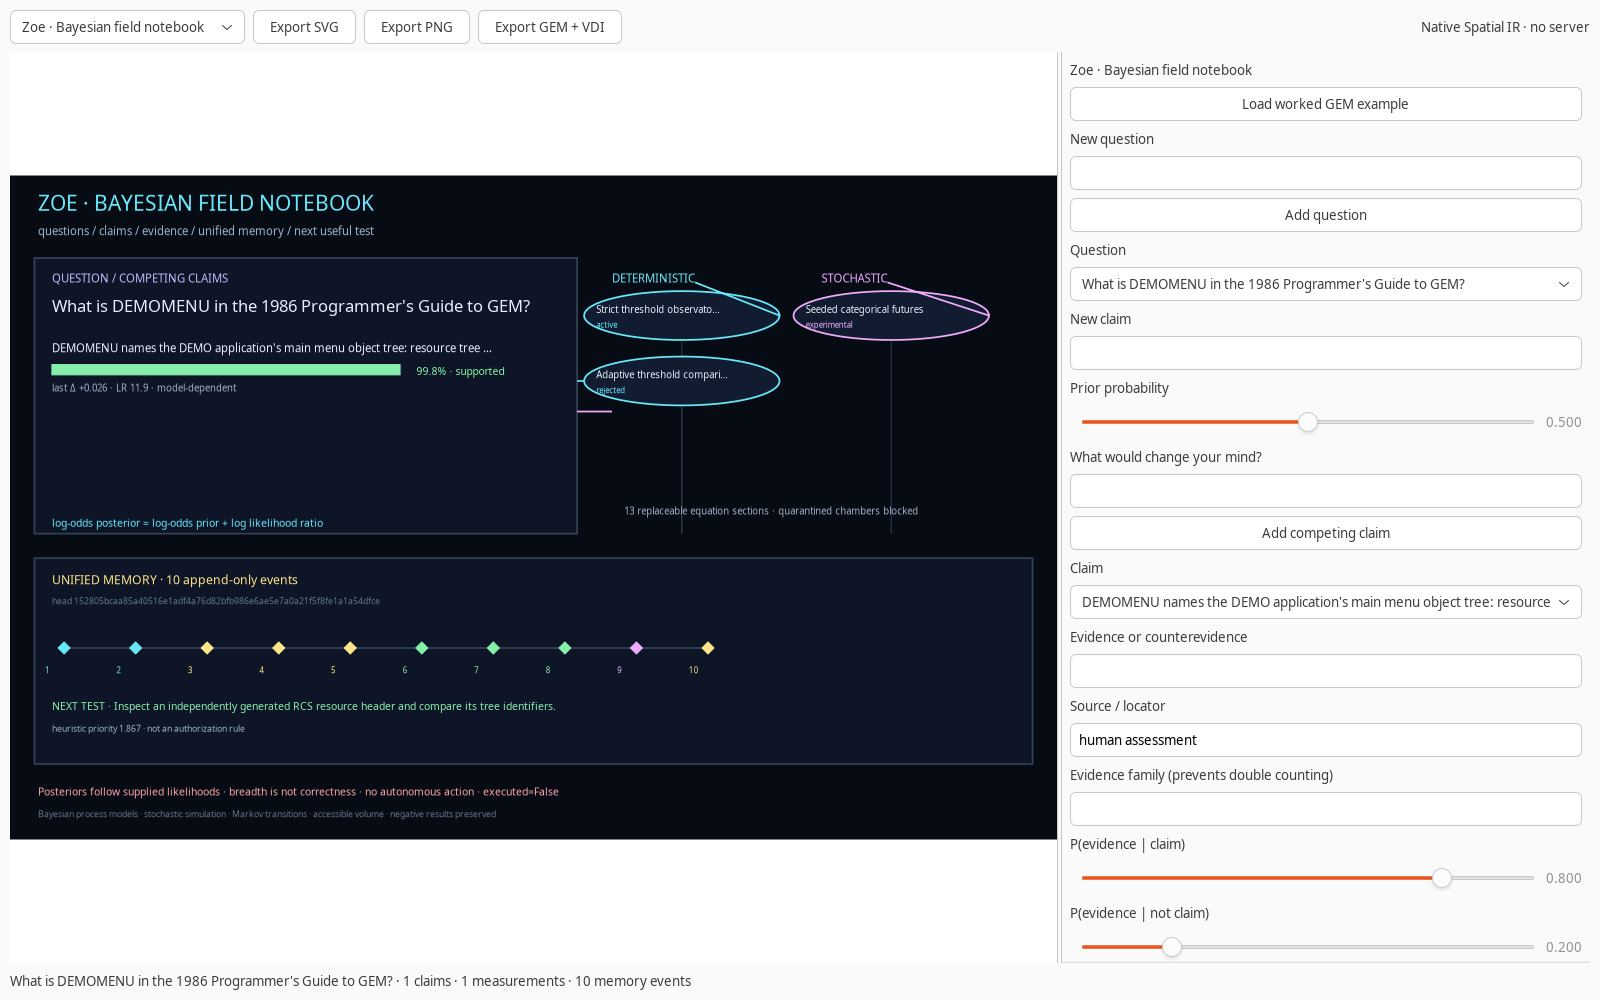 Zoe · Bayesian field notebook
Export SVG
Export PNG
Export GEM + VDI
Native Spatial IR · no server
ZOE · BAYESIAN FIELD NOTEBOOK
questions / claims / evidence / unified memory / next useful test
QUESTION / COMPETING CLAIMS
What is DEMOMENU in the 1986 Programmer's Guide to GEM?
DEMOMENU names the DEMO application's main menu object tree: resource tree ...
99.8% · supported
last Δ +0.026 · LR 11.9 · model-dependent
log-odds posterior = log-odds prior + log likelihood ratio
DETERMINISTIC
Strict threshold observato...
active
Adaptive threshold compari...
rejected
STOCHASTIC
Seeded categorical futures
experimental
13 replaceable equation sections · quarantined chambers blocked
UNIFIED MEMORY · 10 append-only events
head 152805bcaa85a40516e1adf4a76d82bfb986e6ae5e7a0a21f5f8fe1a1a54dfce
1 2 3 4 5 6 7 8 9 10
NEXT TEST · Inspect an independently generated RCS resource header and compare its tree identifiers.
heuristic priority 1.867 · not an authorization rule
Posteriors follow supplied likelihoods · breadth is not correctness · no autonomous action · executed=False
Bayesian process models · stochastic simulation · Markov transitions · accessible volume · negative results preserved
Zoe · Bayesian field notebook
Load worked GEM example
New question
Add question
Question
What is DEMOMENU in the 1986 Programmer's Guide to GEM?
New claim
Prior probability
0.500
What would change your mind?
Add competing claim
Claim
DEMOMENU names the DEMO application's main menu object tree: resource
Evidence or counterevidence
Source / locator
human assessment
Evidence family (prevents double counting)
P(evidence | claim)
0.800
P(evidence | not claim)
0.200
What is DEMOMENU in the 1986 Programmer's Guide to GEM? · 1 claims · 1 measurements · 10 memory events